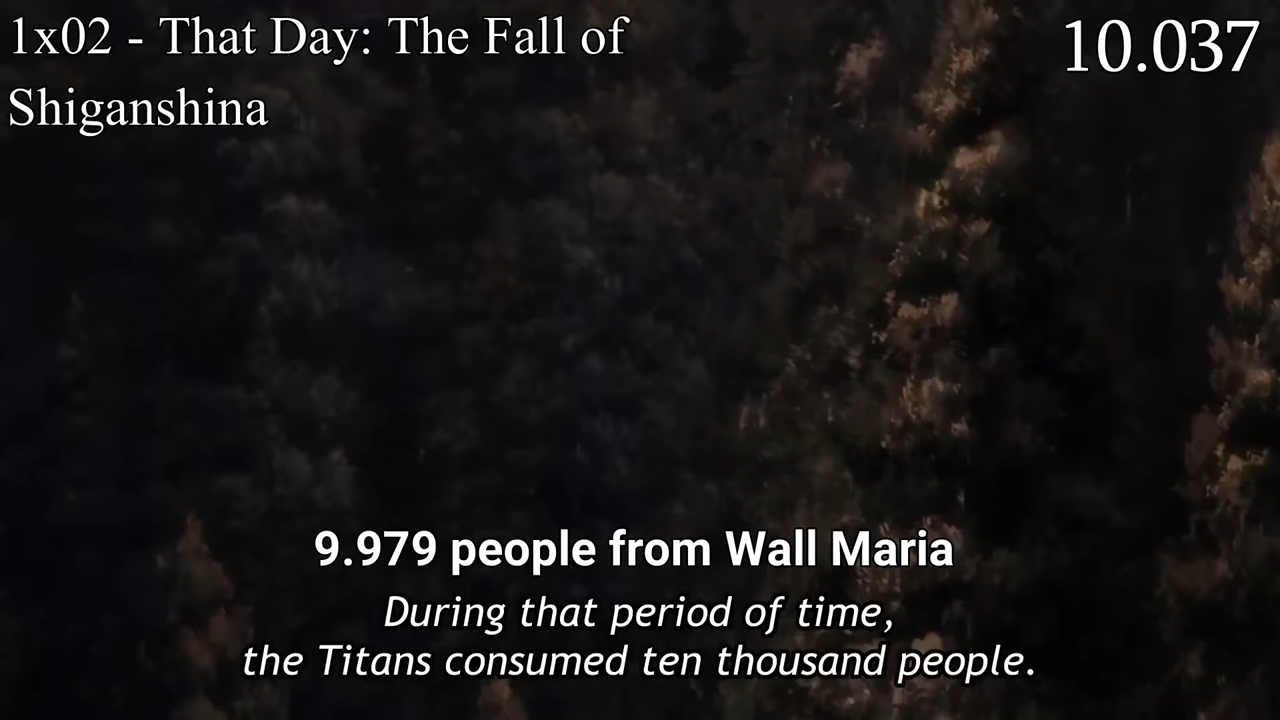 1x02 - That Day: The Fall of
Shiganshina
10.037
9.979 people from Wall Maria
During that period of time,
the Titans consumed ten thousand people.